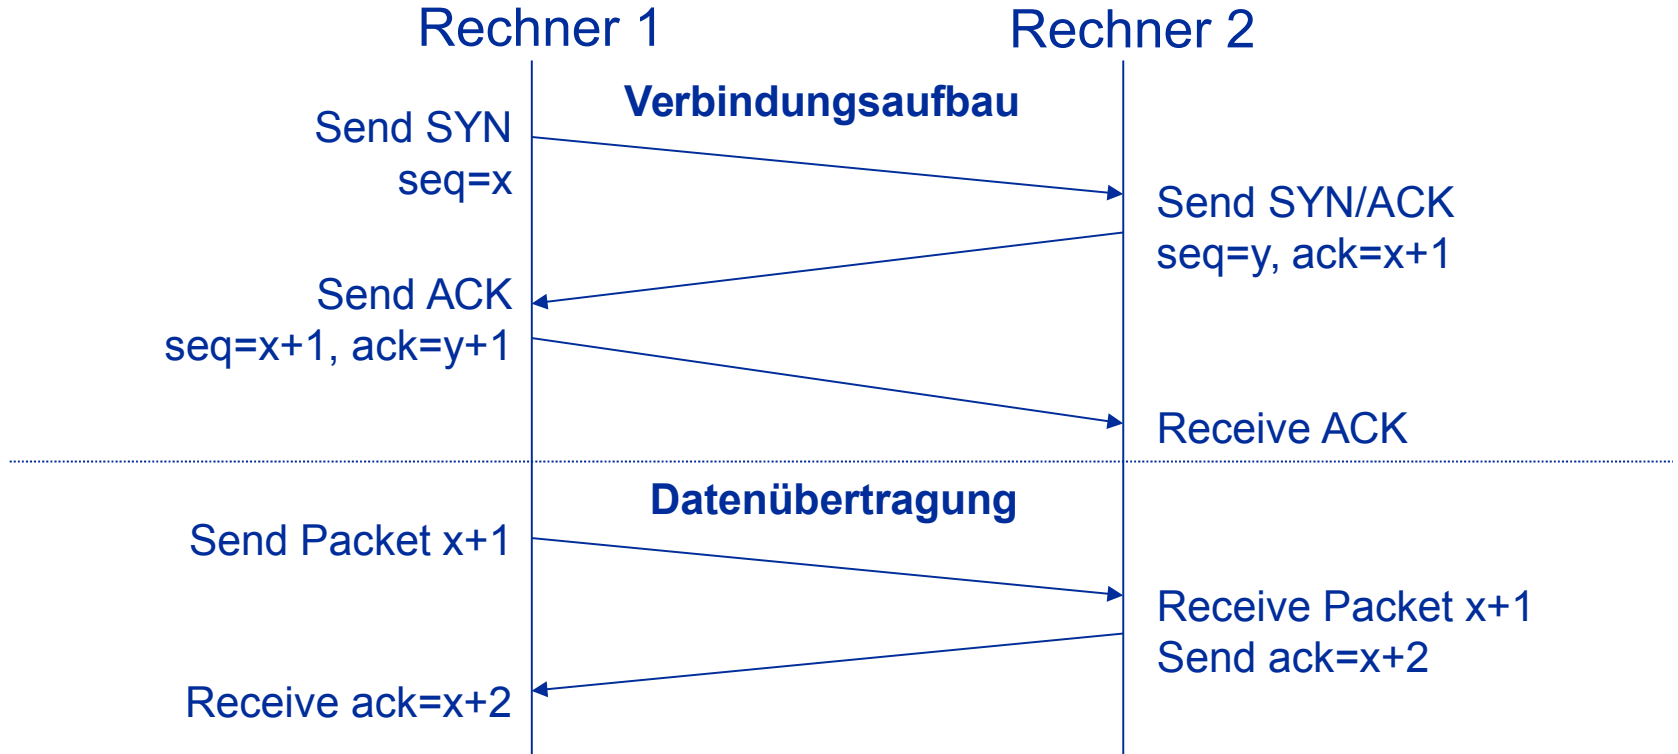 Rechner 1
Rechner 2
Verbindungsaufbau
Send SYN
seq=x
Send SYN/ACK
seq=y, ack=x+1
Send ACK
seq=x+1, ack=y+1
Receive ACK
Datenübertragung
Send Packet x+1
Receive Packet x+1
Send ack=x+2
Receive ack=x+2